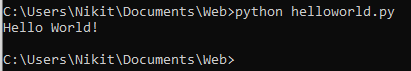 C:\Users\Nikit\Documents\Web>python helloworld.py
Hello World!
C:\Users\Nikit\Documents\Web>